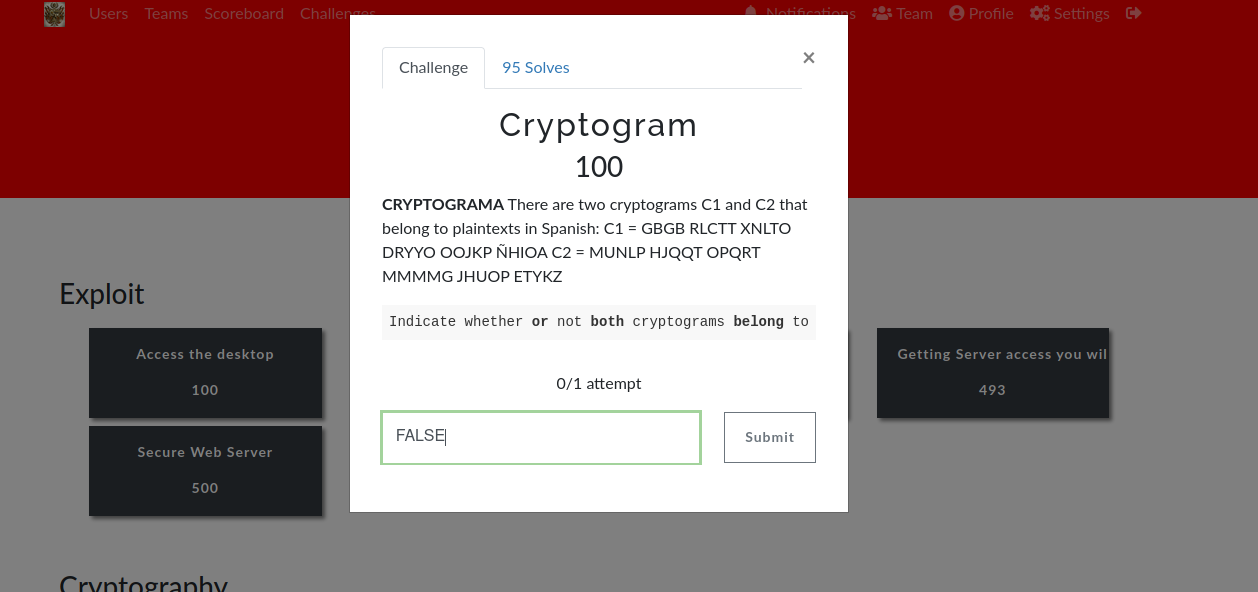 Users Teams Scoreboard Challenges Notifications Team Profile Settings
Challenge 95 Solves ×
Cryptogram
100
CRYPTOGRAMA There are two cryptograms C1 and C2 that
belong to plaintexts in Spanish: C1 = GBGB RLCTT XNLTO
DRYYO OOJKP ÑHIOA C2 = MUNLP HJQQT OPQRT
MMMMG JHUOP ETYKZ
Indicate whether or not both cryptograms belong to
0/1 attempt
FALSE
Submit
Exploit
Access the desktop
100
Getting Server access you wil
493
Secure Web Server
500
Cryptography